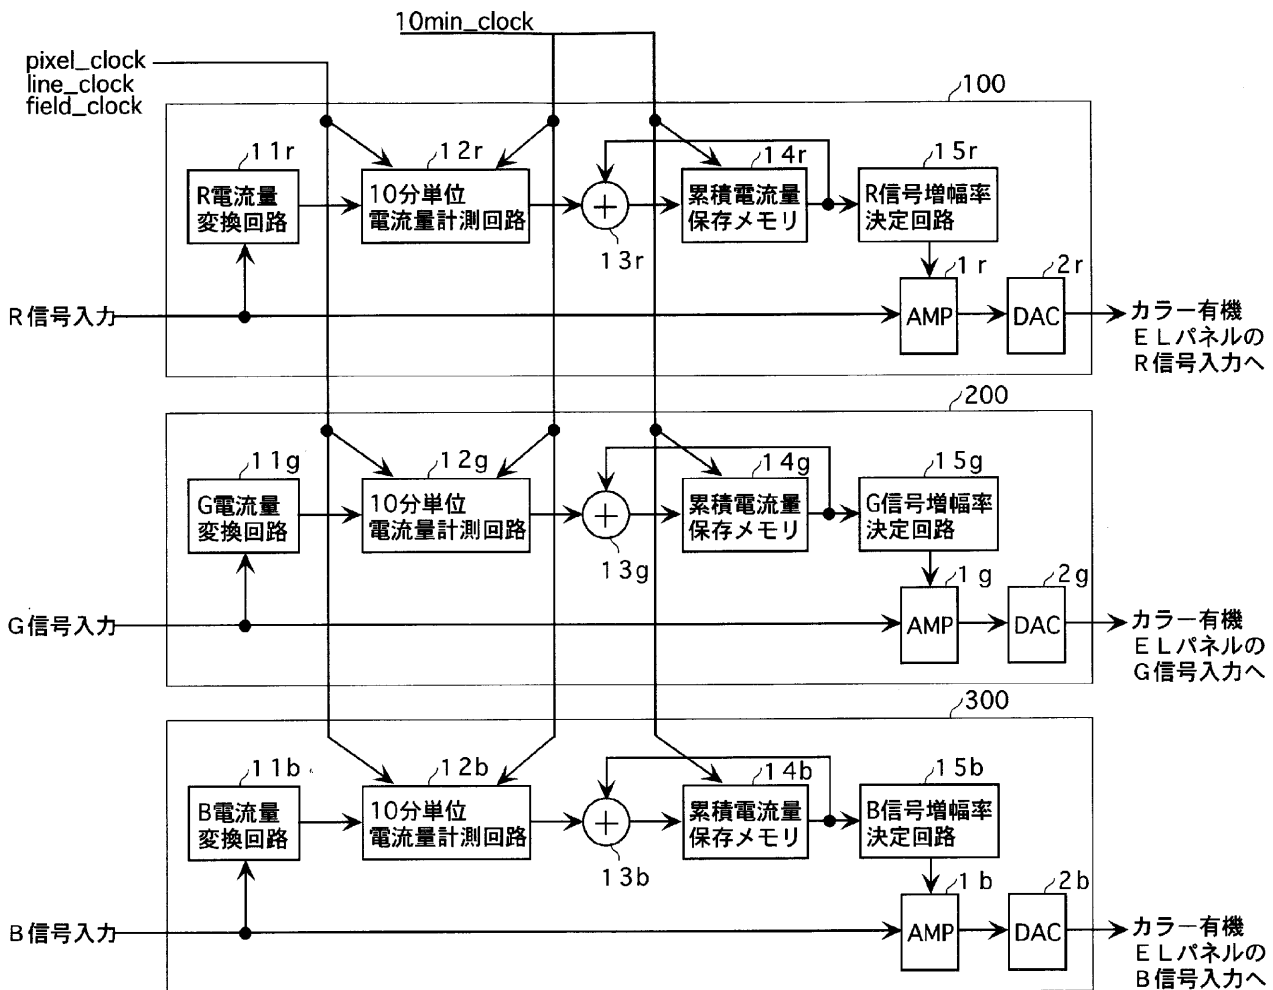 10min_clock
pixel_clock
line_clock
field_clock
100
11r
12r
14r
15r
R電流量
変換回路
10分単位
電流量計測回路
+
累積電流量
保存メモリ
R信号増幅率
決定回路
13r
1r
2r
R信号入力
AMP
DAC
カラー有機
ELパネルの
R信号入力へ
200
11g
12g
14g
15g
G電流量
変換回路
10分単位
電流量計測回路
+
累積電流量
保存メモリ
G信号増幅率
決定回路
13g
1g
2g
G信号入力
AMP
DAC
カラー有機
ELパネルの
G信号入力へ
300
11b
12b
14b
15b
B電流量
変換回路
10分単位
電流量計測回路
+
累積電流量
保存メモリ
B信号増幅率
決定回路
13b
1b
2b
B信号入力
AMP
DAC
カラー有機
ELパネルの
B信号入力へ